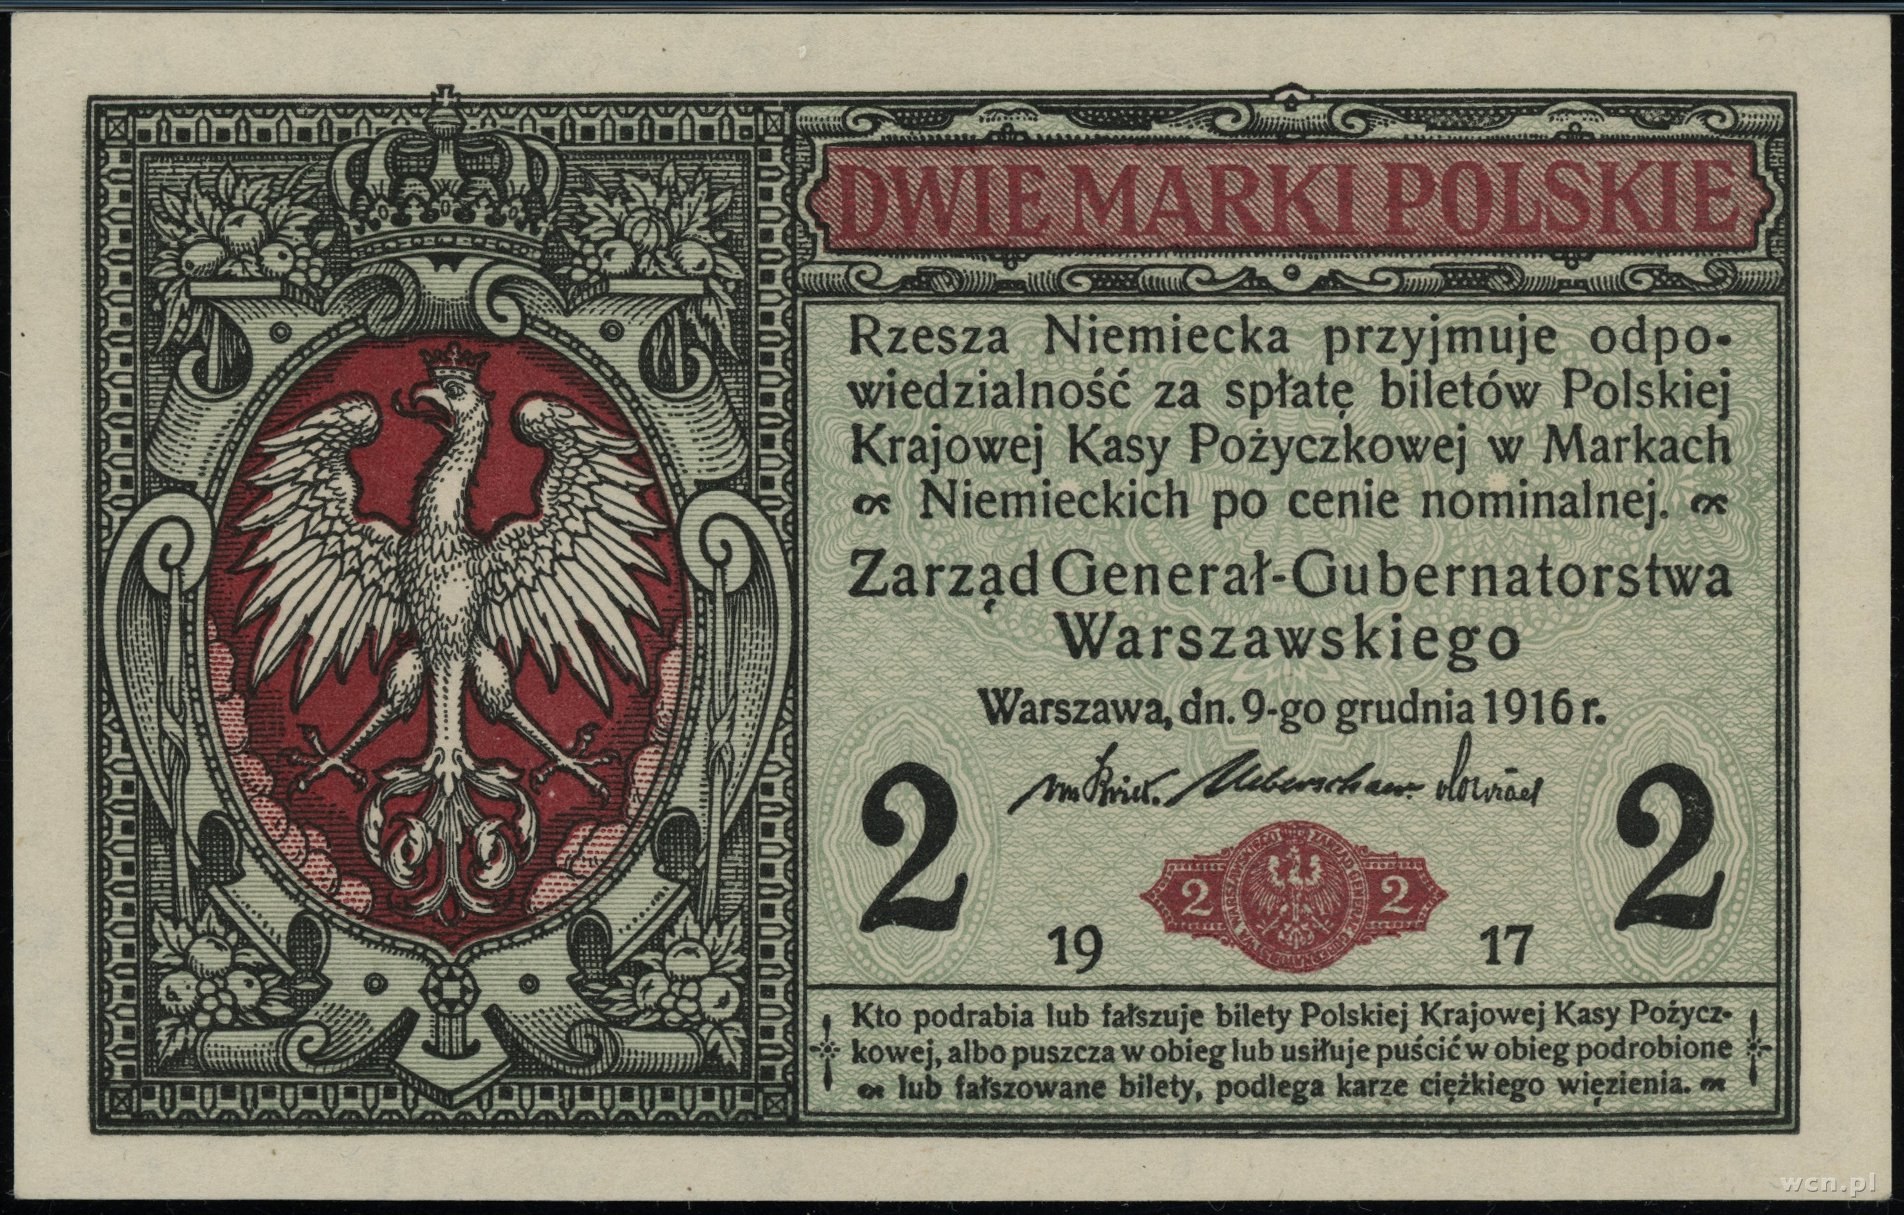 DWIE MARKI POLSKIE
Rzesza Niemiecka przyjmuje odpo-
wiedzialność za spłatę biletów Polskiej
Krajowej Kasy Pożyczkowej w Markach
Niemieckich po cenie nominalnej.
Zarząd Generał-Gubernatorstwa
Warszawskiego
Warszawa, dn. 9-go grudnia 1916 r.
2 2
2 2
19 17
Kto podrabia lub fałszuje bilety Polskiej Krajowej Kasy Pożycz-
kowej, albo puszcza w obieg lub usiłuje puścić w obieg podrobione
lub fałszowane bilety, podlega karze ciężkiego więzienia.
wcn.pl